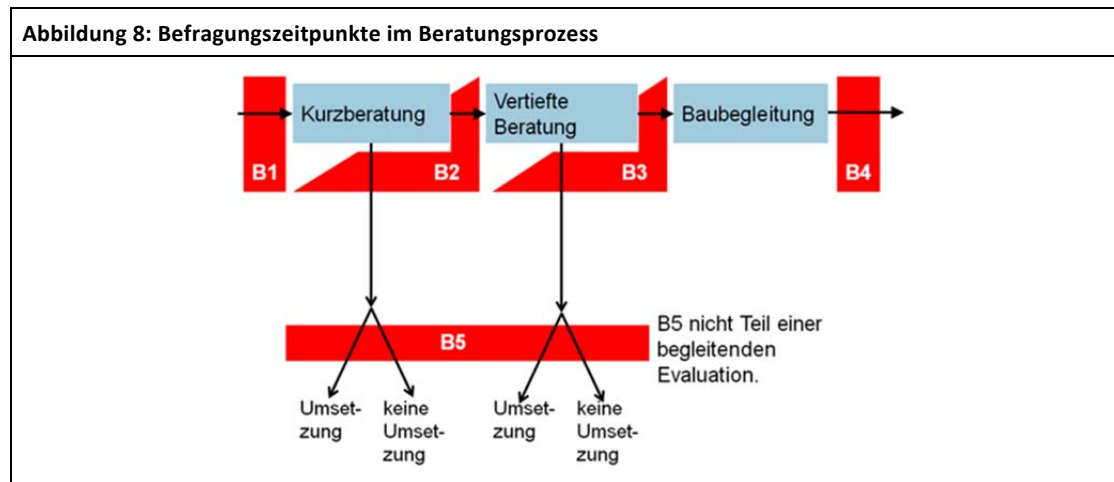 Abbildung 8: Befragungszeitpunkte im Beratungsprozess
Kurzberatung
Vertiefte
Beratung
Baubegleitung
B1
B2
B3
B4
B5
B5 nicht Teil einer
begleitenden
Evaluation.
Umset-
zung
keine
Umset-
zung
Umset-
zung
keine
Umset-
zung